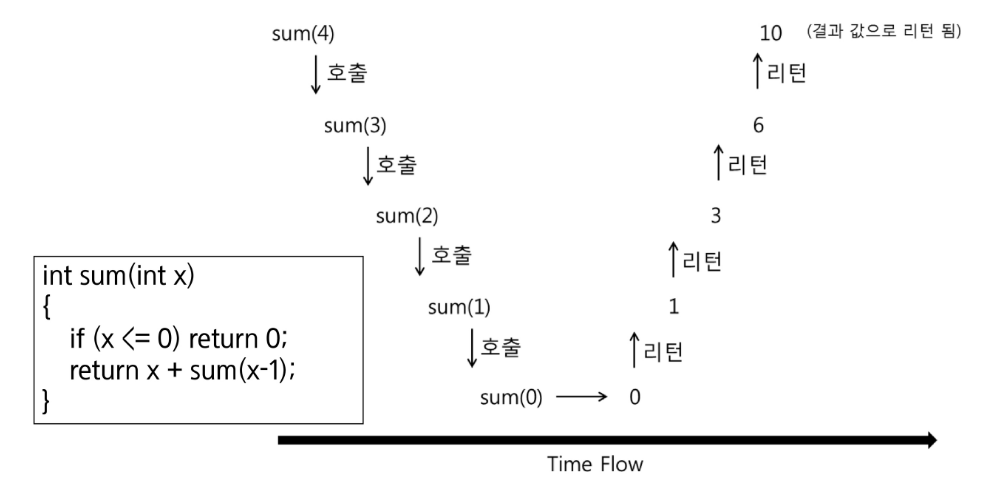 sum(4)
10 (결과 값으로 리턴 됨)
호출
리턴
sum(3)
6
호출
리턴
sum(2)
3
호출
리턴
int sum(int x)
{
if (x <= 0) return 0;
return x + sum(x-1);
}
sum(1)
1
호출
리턴
sum(0)
0
Time Flow